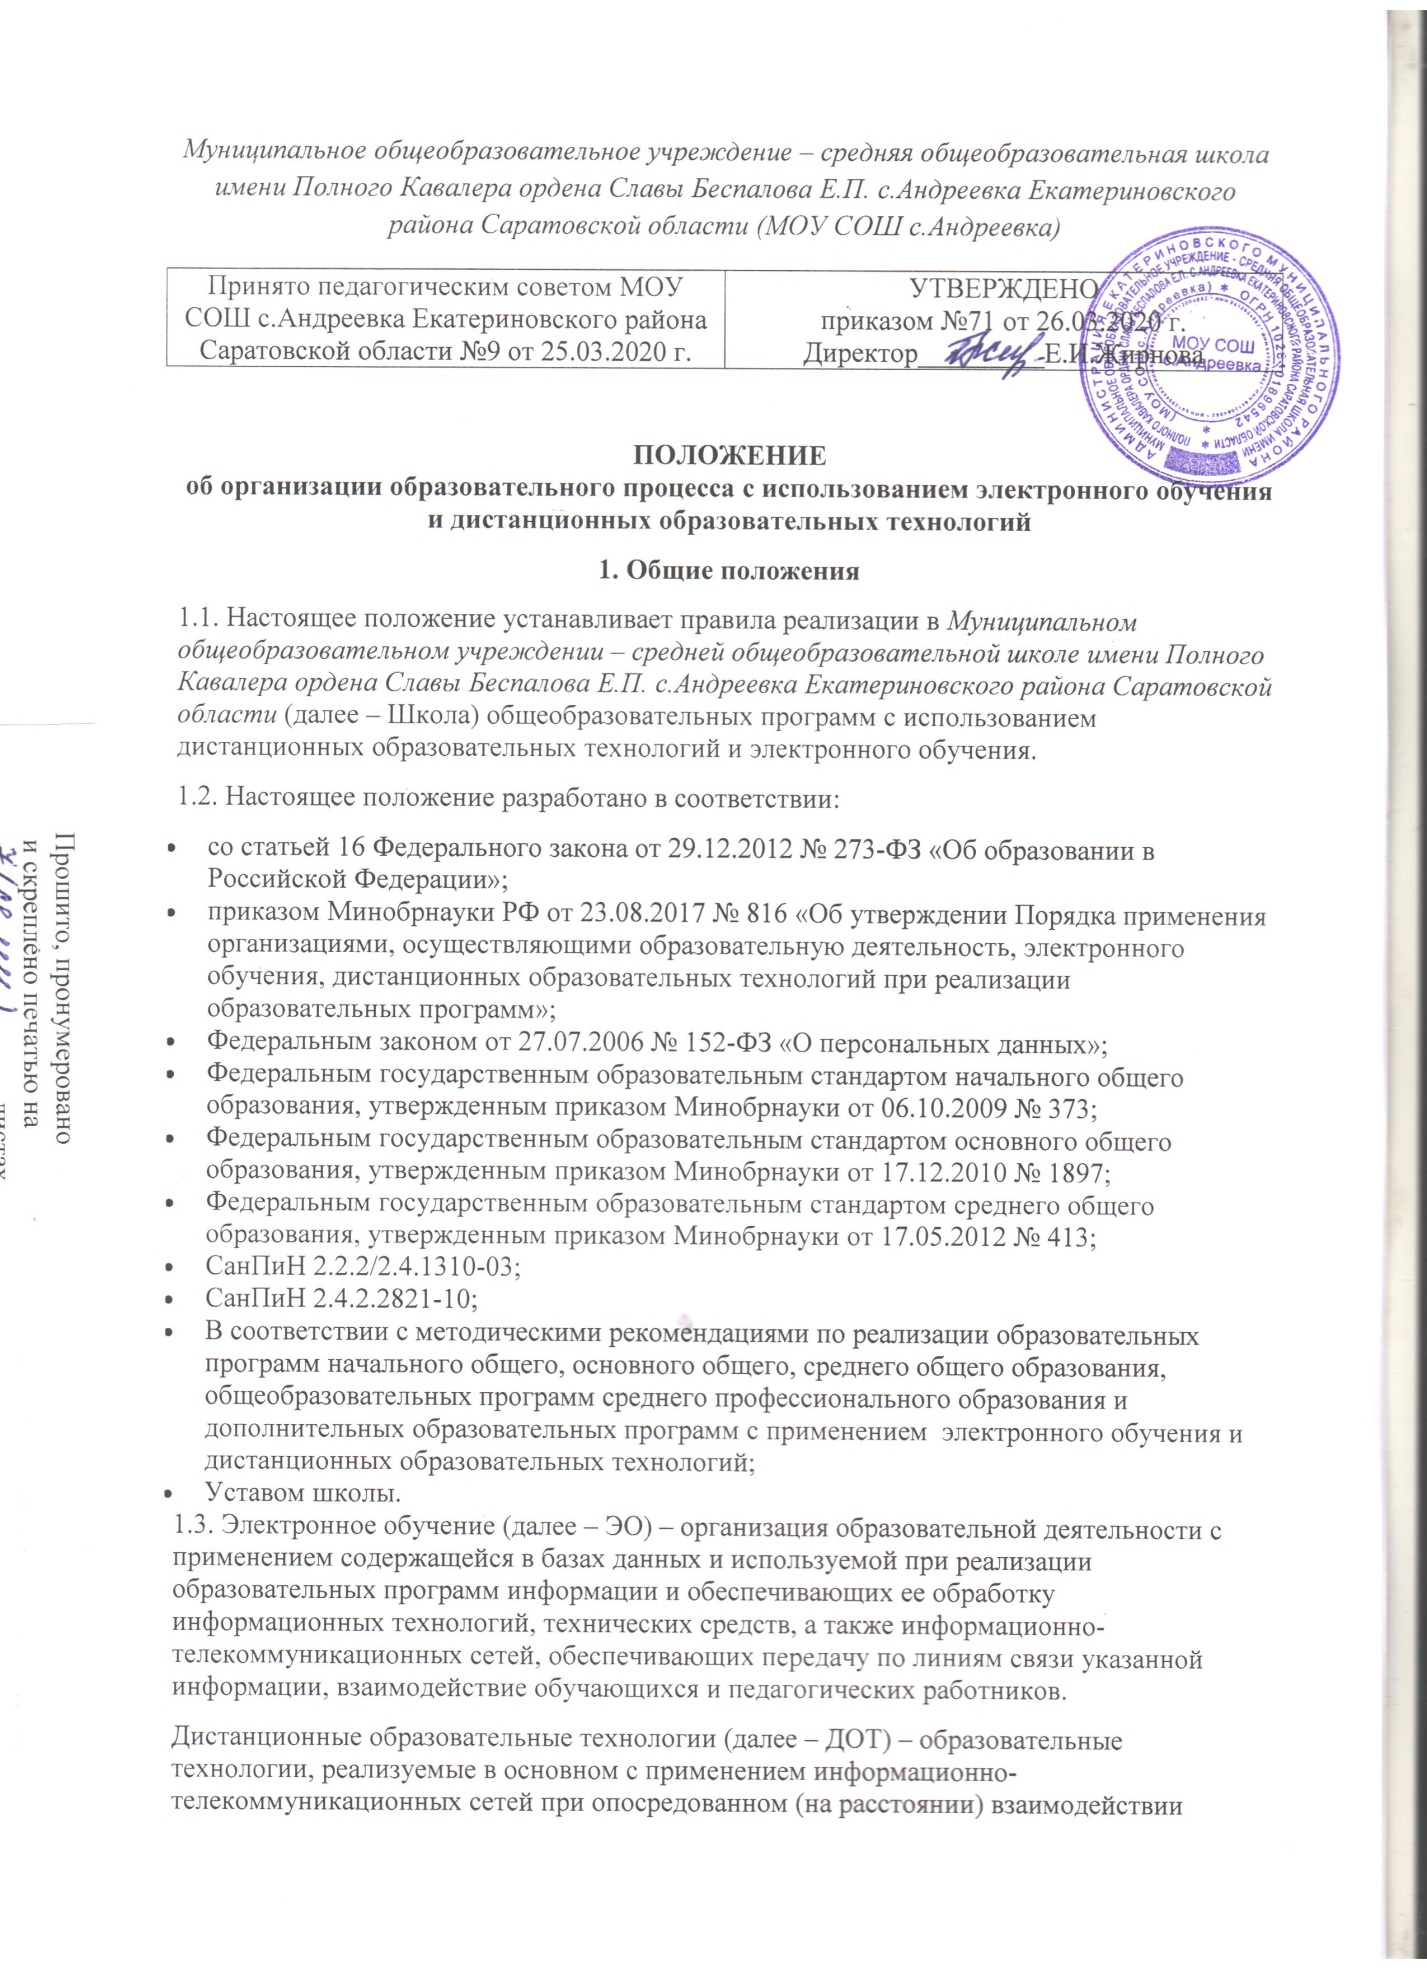 Муниципальное общеобразовательное учреждение – средняя общеобразовательная школа
имени Полного Кавалера ордена Славы Беспалова Е.П. с.Андреевка Екатериновского
района Саратовской области (МОУ СОШ с.Андреевка)
Принято педагогическим советом МОУ
СОШ с.Андреевка Екатериновского района
Саратовской области №9 от 25.03.2020 г.
УТВЕРЖДЕНО
приказом №71 от 26.03.2020 г.
Директор_________Е.И.Жирнова
МОУ СОШ
с.Андреевка
ПОЛОЖЕНИЕ
об организации образовательного процесса с использованием электронного обучения
и дистанционных образовательных технологий
1. Общие положения
1.1. Настоящее положение устанавливает правила реализации в Муниципальном
общеобразовательном учреждении – средней общеобразовательной школе имени Полного
Кавалера ордена Славы Беспалова Е.П. с.Андреевка Екатериновского района Саратовской
области (далее – Школа) общеобразовательных программ с использованием
дистанционных образовательных технологий и электронного обучения.
1.2. Настоящее положение разработано в соответствии:
• со статьей 16 Федерального закона от 29.12.2012 № 273-ФЗ «Об образовании в
Российской Федерации»;
• приказом Минобрнауки РФ от 23.08.2017 № 816 «Об утверждении Порядка применения
организациями, осуществляющими образовательную деятельность, электронного
обучения, дистанционных образовательных технологий при реализации
образовательных программ»;
• Федеральным законом от 27.07.2006 № 152-ФЗ «О персональных данных»;
• Федеральным государственным образовательным стандартом начального общего
образования, утвержденным приказом Минобрнауки от 06.10.2009 № 373;
• Федеральным государственным образовательным стандартом основного общего
образования, утвержденным приказом Минобрнауки от 17.12.2010 № 1897;
• Федеральным государственным образовательным стандартом среднего общего
образования, утвержденным приказом Минобрнауки от 17.05.2012 № 413;
• СанПиН 2.2.2/2.4.1310-03;
• СанПиН 2.4.2.2821-10;
• В соответствии с методическими рекомендациями по реализации образовательных
программ начального общего, основного общего, среднего общего образования,
общеобразовательных программ среднего профессионального образования и
дополнительных образовательных программ с применением электронного обучения и
дистанционных образовательных технологий;
• Уставом школы.
1.3. Электронное обучение (далее – ЭО) – организация образовательной деятельности с
применением содержащейся в базах данных и используемой при реализации
образовательных программ информации и обеспечивающих ее обработку
информационных технологий, технических средств, а также информационно-
телекоммуникационных сетей, обеспечивающих передачу по линиям связи указанной
информации, взаимодействие обучающихся и педагогических работников.
Дистанционные образовательные технологии (далее – ДОТ) – образовательные
технологии, реализуемые в основном с применением информационно-
телекоммуникационных сетей при опосредованном (на расстоянии) взаимодействии
Прошито, пронумеровано
и скреплено печатью на